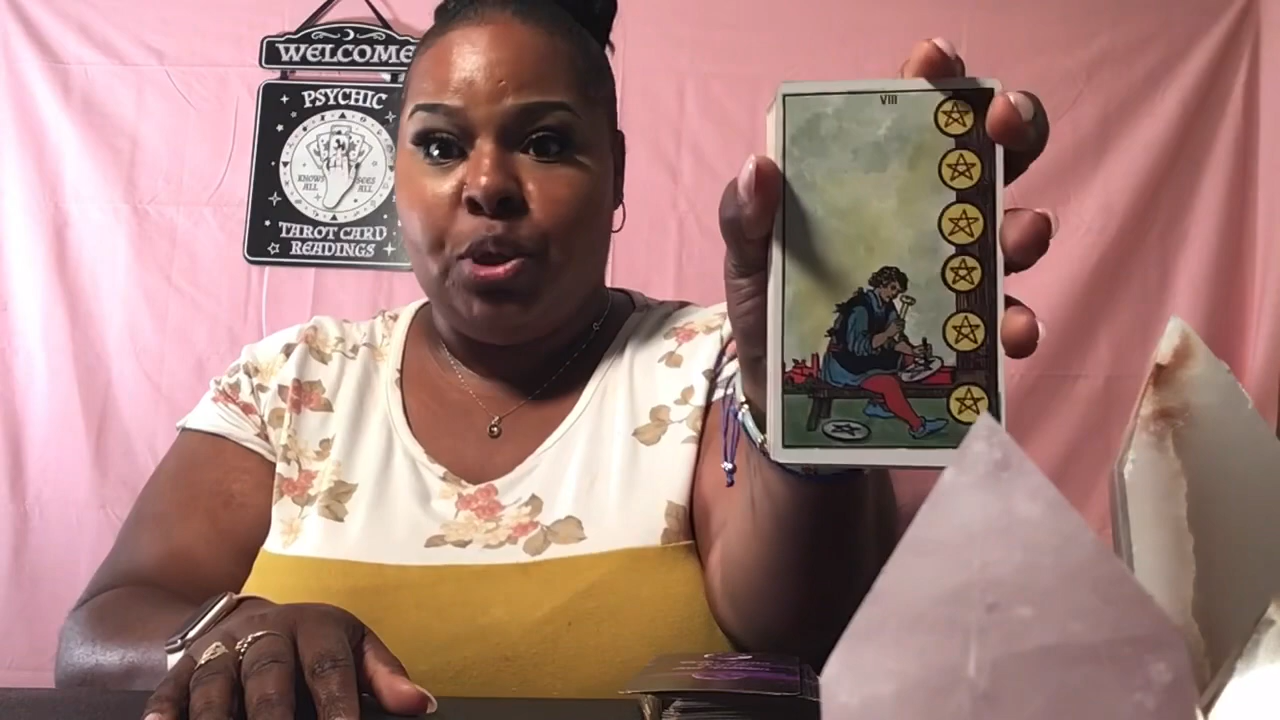 WELCOME
PSYCHIC
KNOWS SEES
ALL ALL
TAROT CARD
READINGS
VIII